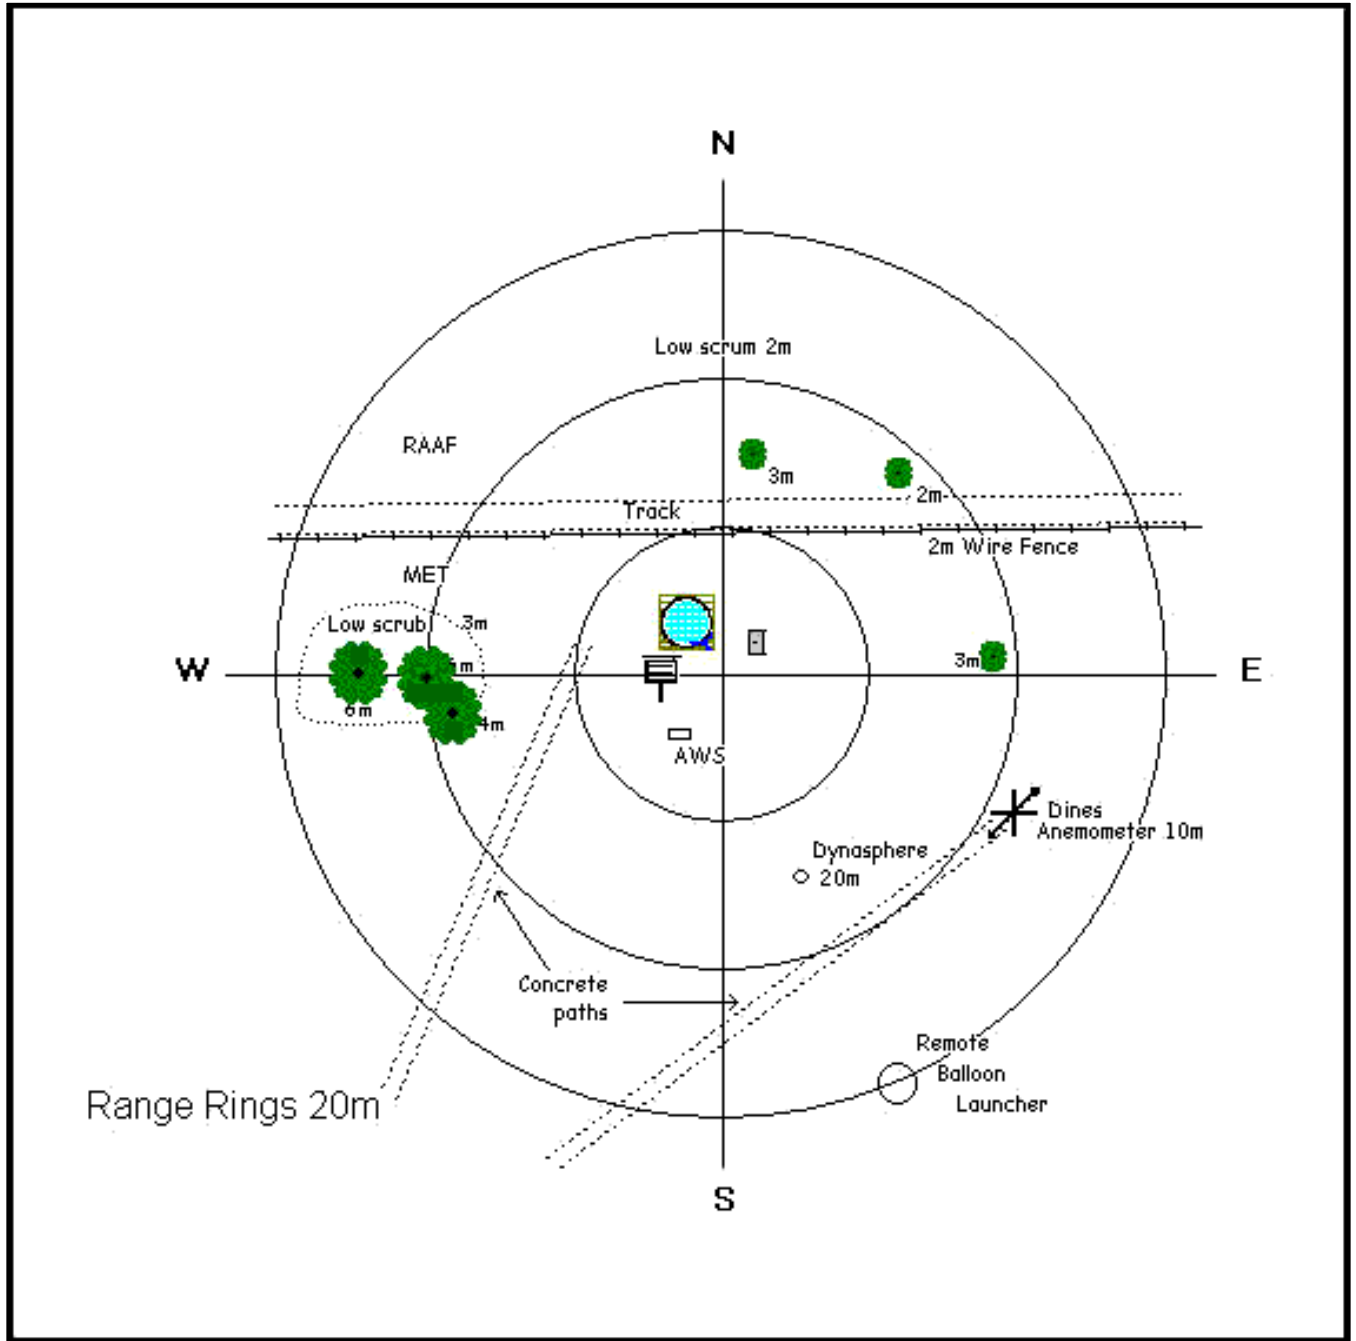 N
Low scrum 2m
RAAF
3m
2m
Track
2m Wire Fence
MET
Low scrub
3m
W
3m
E
6m
4m
AWS
Dines
Anemometer 10m
Dynasphere
20m
Concrete
paths
Remote
Balloon
Launcher
Range Rings 20m
S